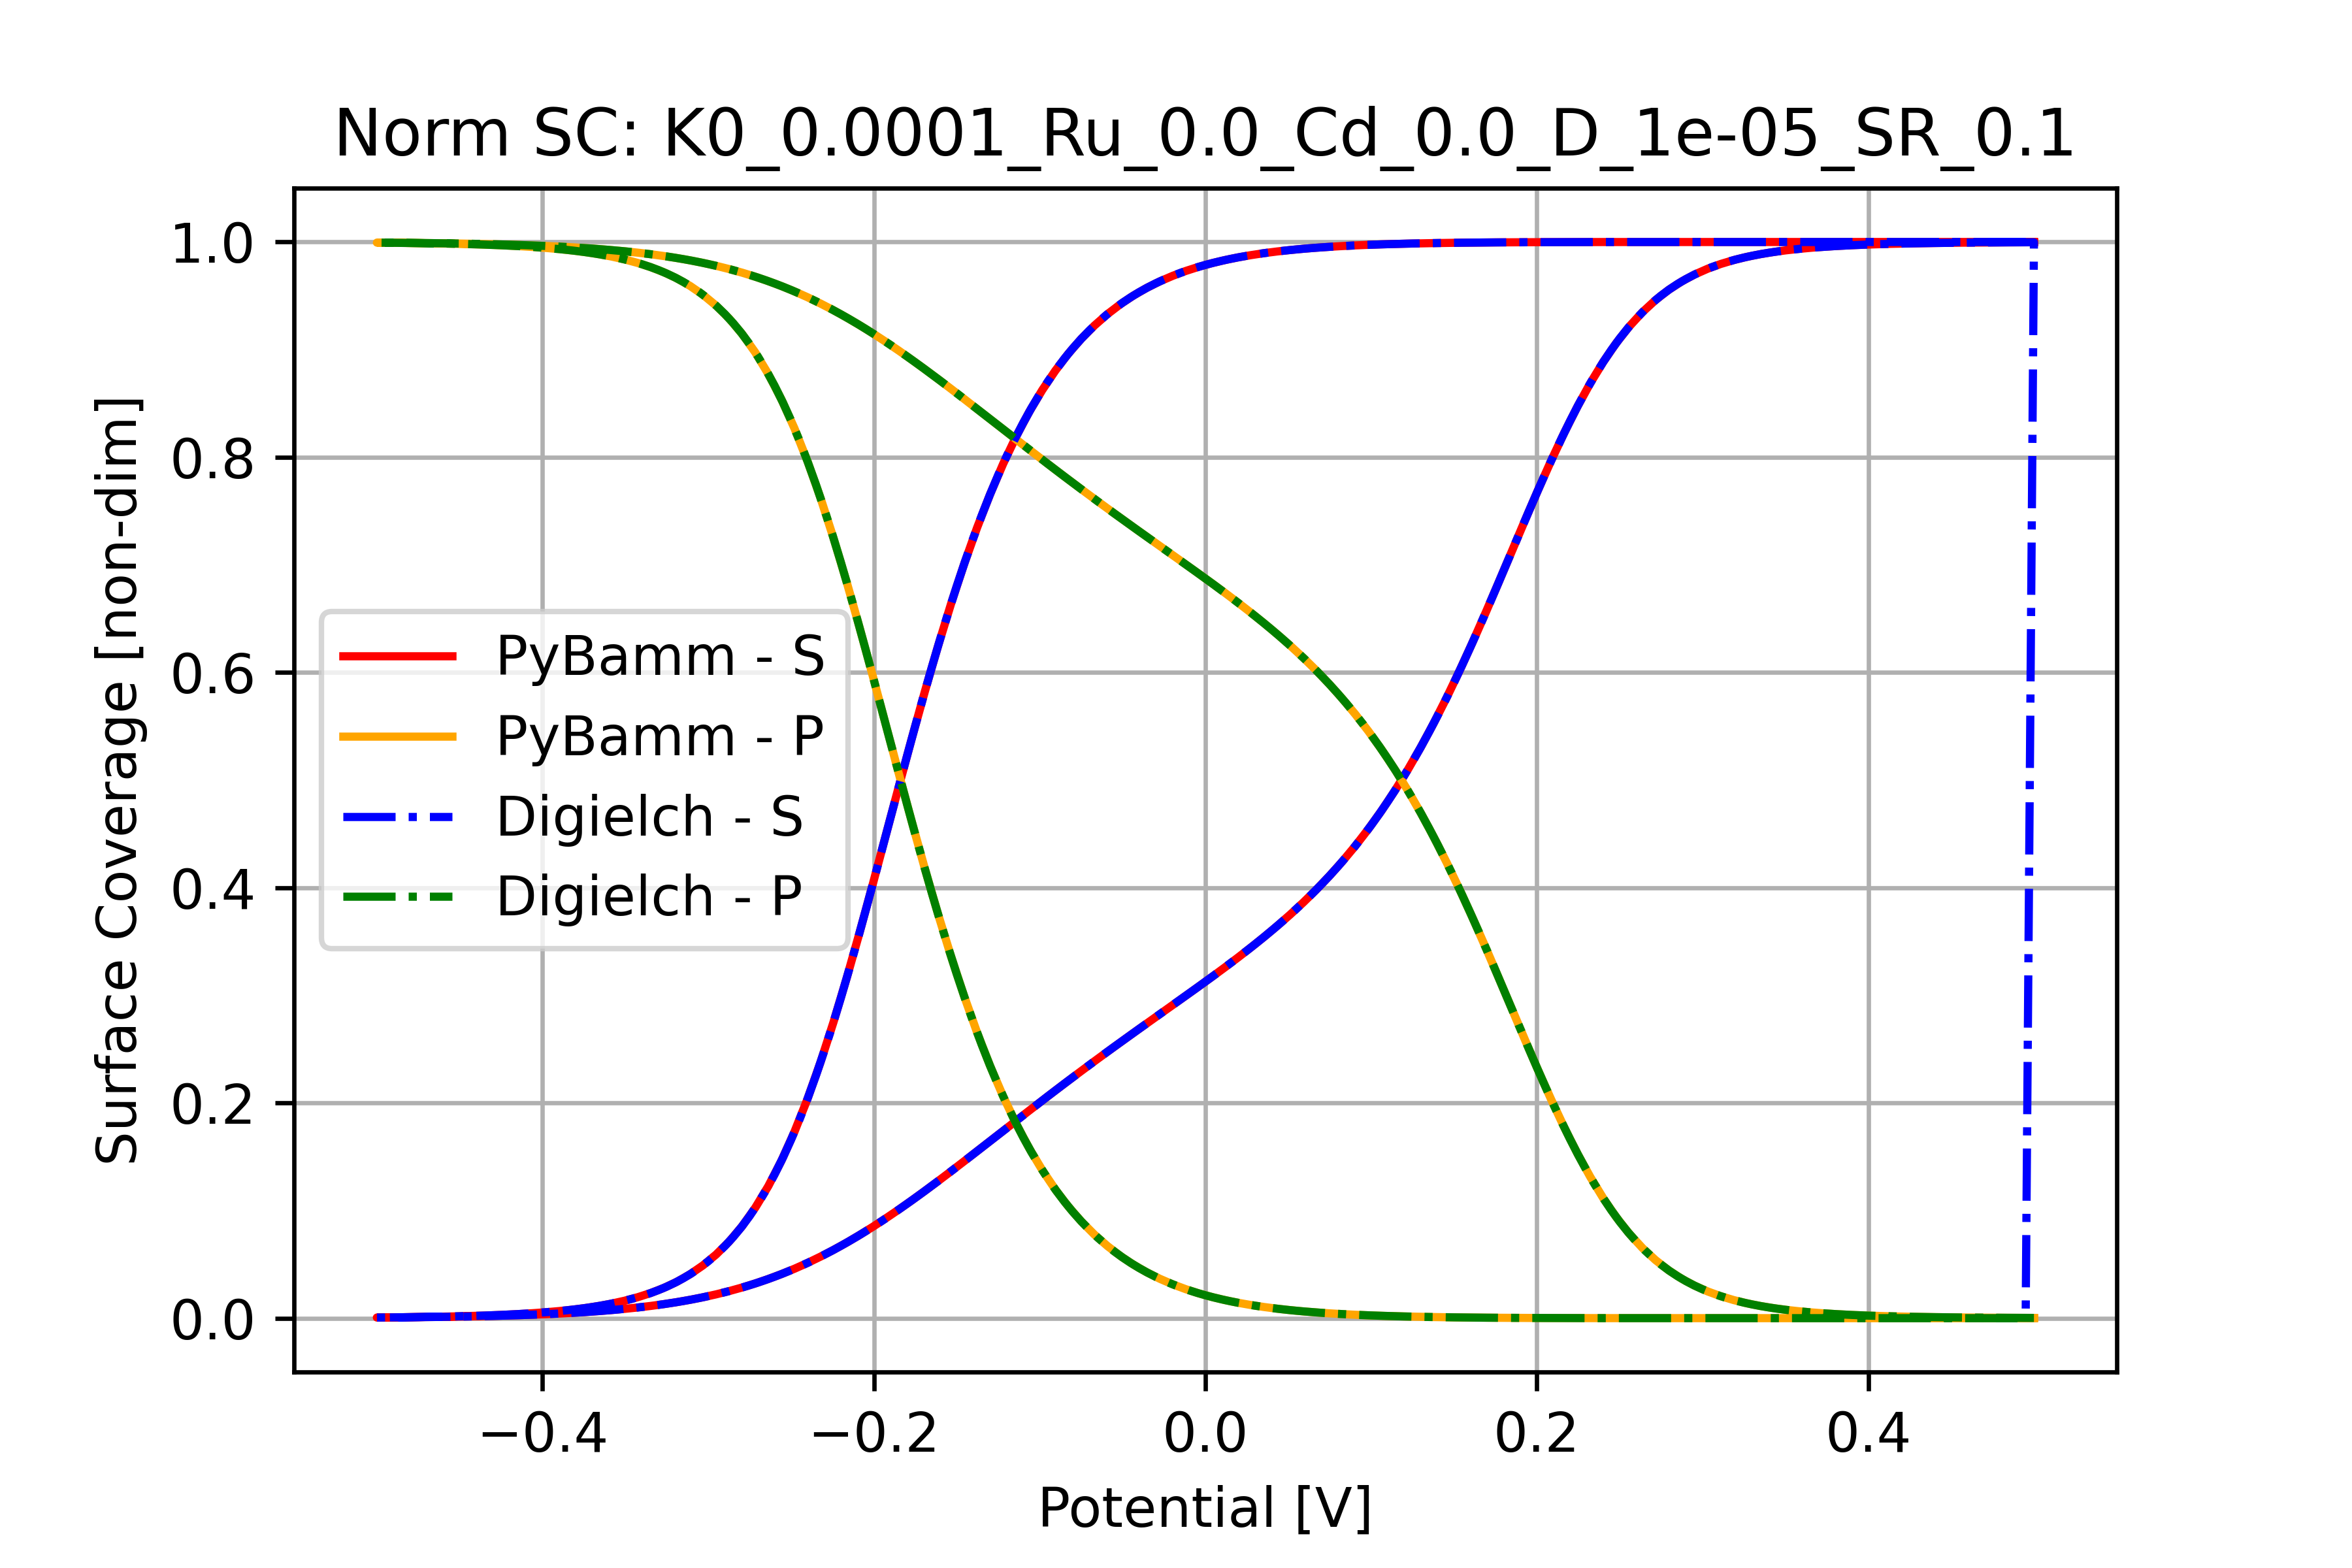 Norm SC: K0_0.0001_Ru_0.0_Cd_0.0_D_1e-05_SR_0.1
Surface Coverage [non-dim]
1.0
0.8
0.6
0.4
0.2
0.0
PyBamm - S
PyBamm - P
Digielch - S
Digielch - P
−0.4
−0.2
0.0
0.2
0.4
Potential [V]